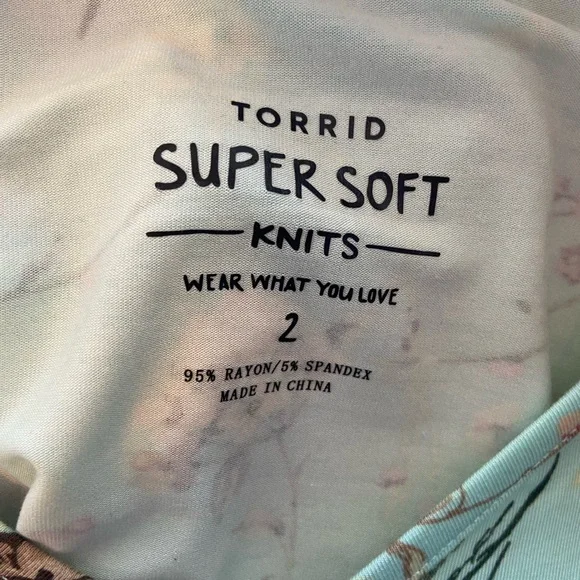 TORRID
SUPER SOFT
KNITS
WEAR WHAT YOU LOVE
2
95% RAYON/5% SPANDEX
MADE IN CHINA